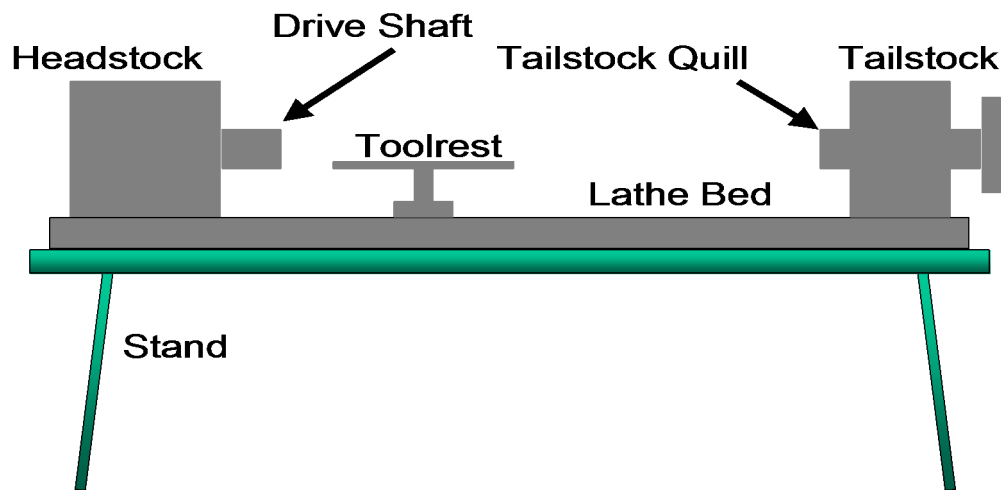 Drive Shaft
Headstock
Tailstock Quill
Tailstock
Toolrest
Lathe Bed
Stand